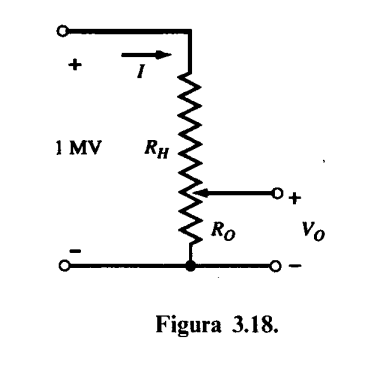 + I
1 MV R_H
+
R_O V_O
− −
Figura 3.18.